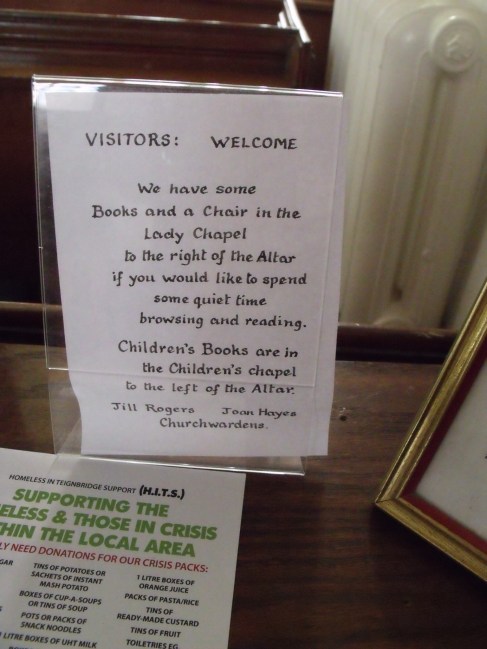 VISITORS: WELCOME
We have some
Books and a Chair in the
Lady Chapel
to the right of the Altar
if you would like to spend
some quiet time
browsing and reading.
Children's Books are in
the Children's chapel
to the left of the Altar.
Jill Rogers Joan Hayes
Churchwardens.
HOMELESS IN TEIGNBRIDGE SUPPORT (H.I.T.S.)
SUPPORTING THE
ELESS & THOSE IN CRISIS
THIN THE LOCAL AREA
LY NEED DONATIONS FOR OUR CRISIS PACKS:
GAR
TINS OF POTATOES OR
SACHETS OF INSTANT
MASH POTATO
BOXES OF CUP-A-SOUPS
OR TINS OF SOUP
POTS OR PACKS OF
SNACK NOODLES
1 LITRE BOXES OF UHT MILK
1 LITRE BOXES OF
ORANGE JUICE
PACKS OF PASTA/RICE
TINS OF
READY-MADE CUSTARD
TINS OF FRUIT
TOILETRIES EG